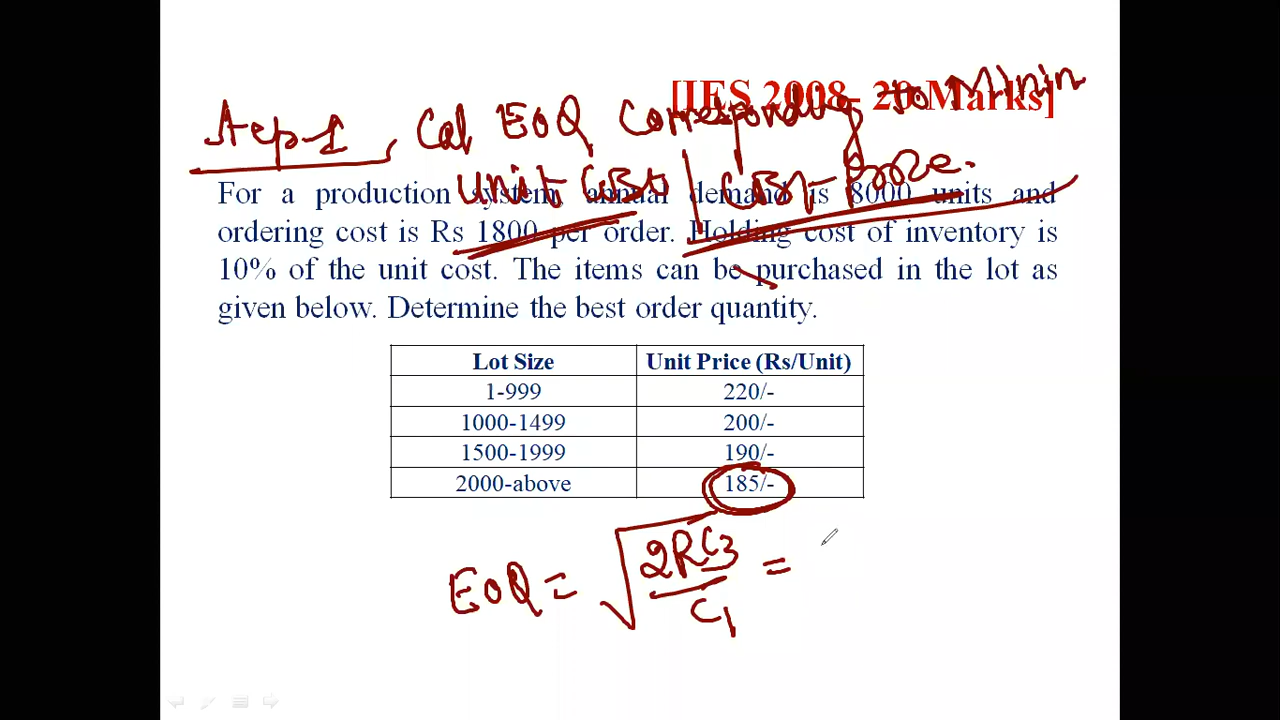 [IES 2008- 20 Marks]
Step-1, Cal EOQ Corresponding to Minim
Unit Cost | Cost-Price.
For a production system, annual demand is 8000 units and
ordering cost is Rs 1800 per order. Holding cost of inventory is
10% of the unit cost. The items can be purchased in the lot as
given below. Determine the best order quantity.
Lot Size Unit Price (Rs/Unit)
1-999 220/-
1000-1499 200/-
1500-1999 190/-
2000-above 185/-
EOQ = √2RC3/C1 =